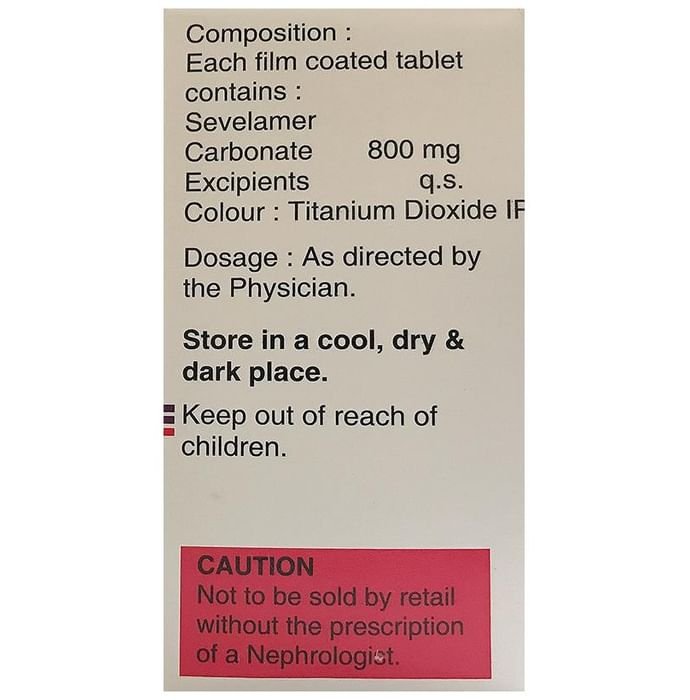 Composition :
Each film coated tablet
contains :
Sevelamer
Carbonate 800 mg
Excipients q.s.
Colour : Titanium Dioxide
Dosage : As directed by
the Physician.
Store in a cool, dry &
dark place.
Keep out of reach of
children.
CAUTION
Not to be sold by retail
without the prescription
of a Nephrologist.